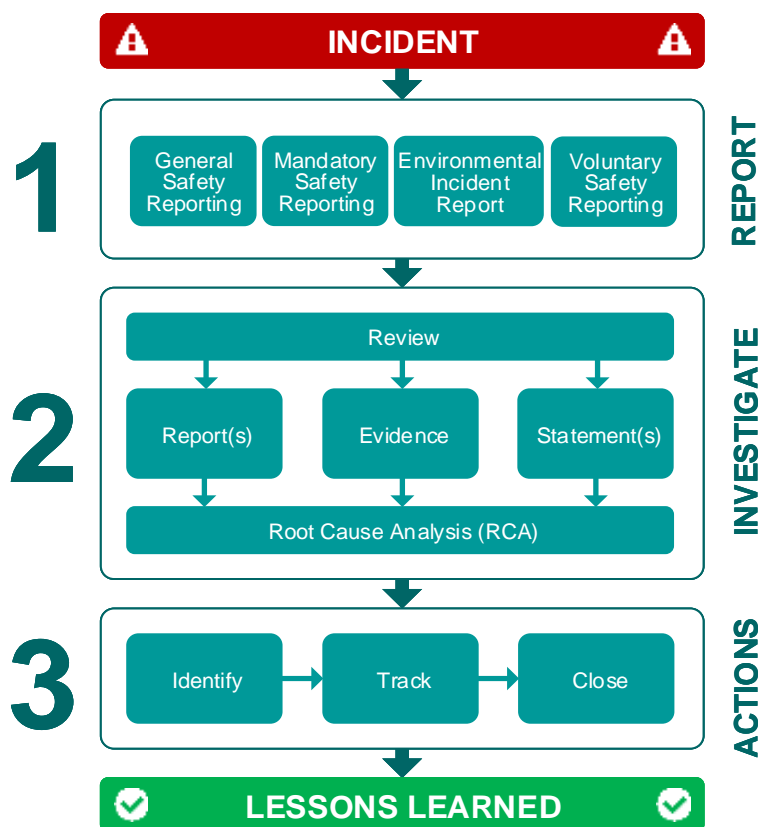 INCIDENT
1
General
Safety
Reporting
Mandatory
Safety
Reporting
Environmental
Incident
Report
Voluntary
Safety
Reporting
REPORT
2
Review
Report(s)
Evidence
Statement(s)
Root Cause Analysis (RCA)
INVESTIGATE
3
Identify
Track
Close
ACTIONS
LESSONS LEARNED